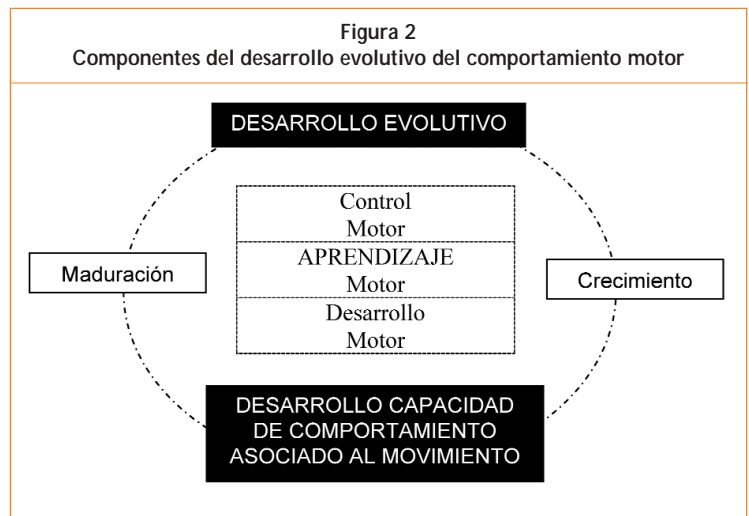 Figura 2
Componentes del desarrollo evolutivo del comportamiento motor
DESARROLLO EVOLUTIVO
Control
Motor
APRENDIZAJE
Motor
Desarrollo
Motor
Maduración
Crecimiento
DESARROLLO CAPACIDAD
DE COMPORTAMIENTO
ASOCIADO AL MOVIMIENTO